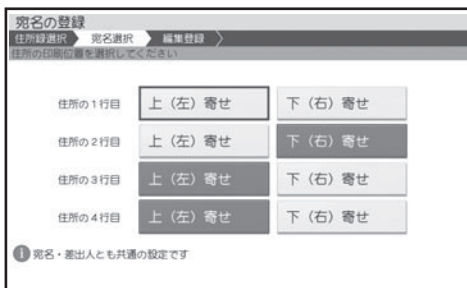 宛名の登録
住所録選択 宛名選択 編集登録
住所の印刷位置を選択してください
住所の1行目 上（左）寄せ 下（右）寄せ
住所の2行目 上（左）寄せ 下（右）寄せ
住所の3行目 上（左）寄せ 下（右）寄せ
住所の4行目 上（左）寄せ 下（右）寄せ
i 宛名・差出人とも共通の設定です